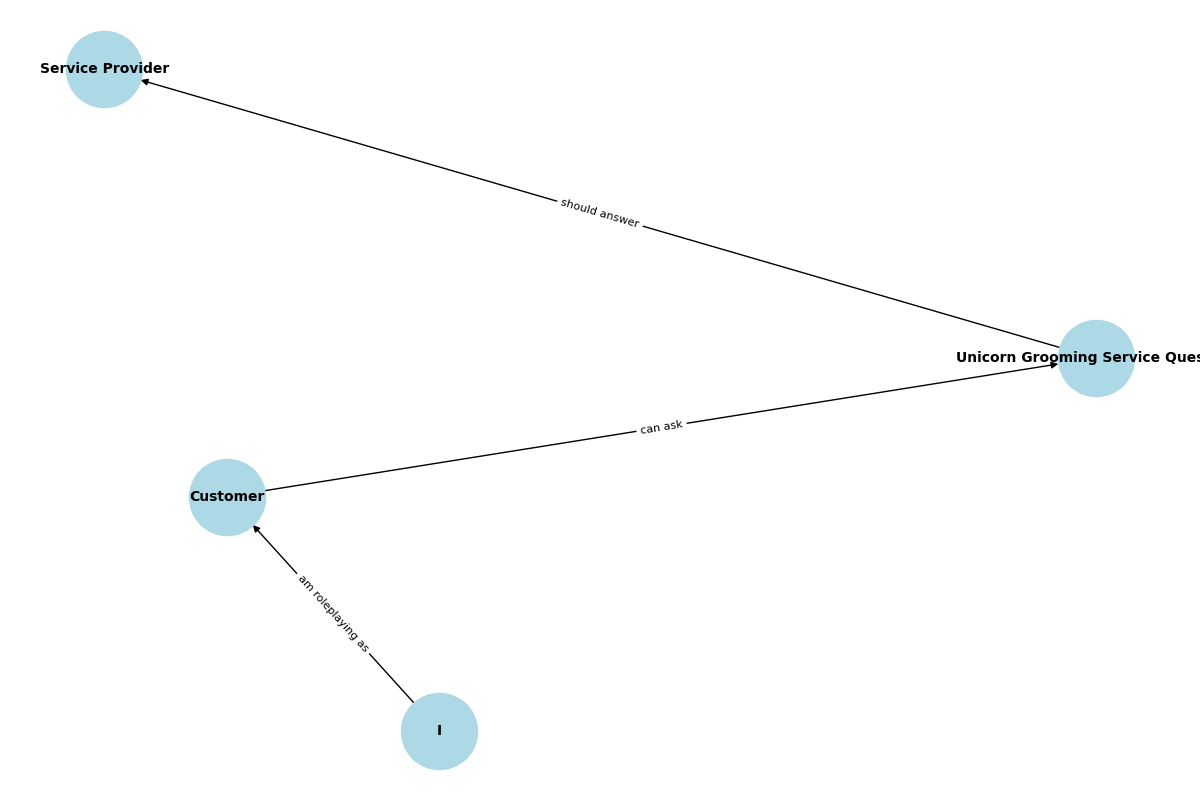 Service Provider
should answer
Unicorn Grooming Service Ques
can ask
Customer
am roleplaying as
I